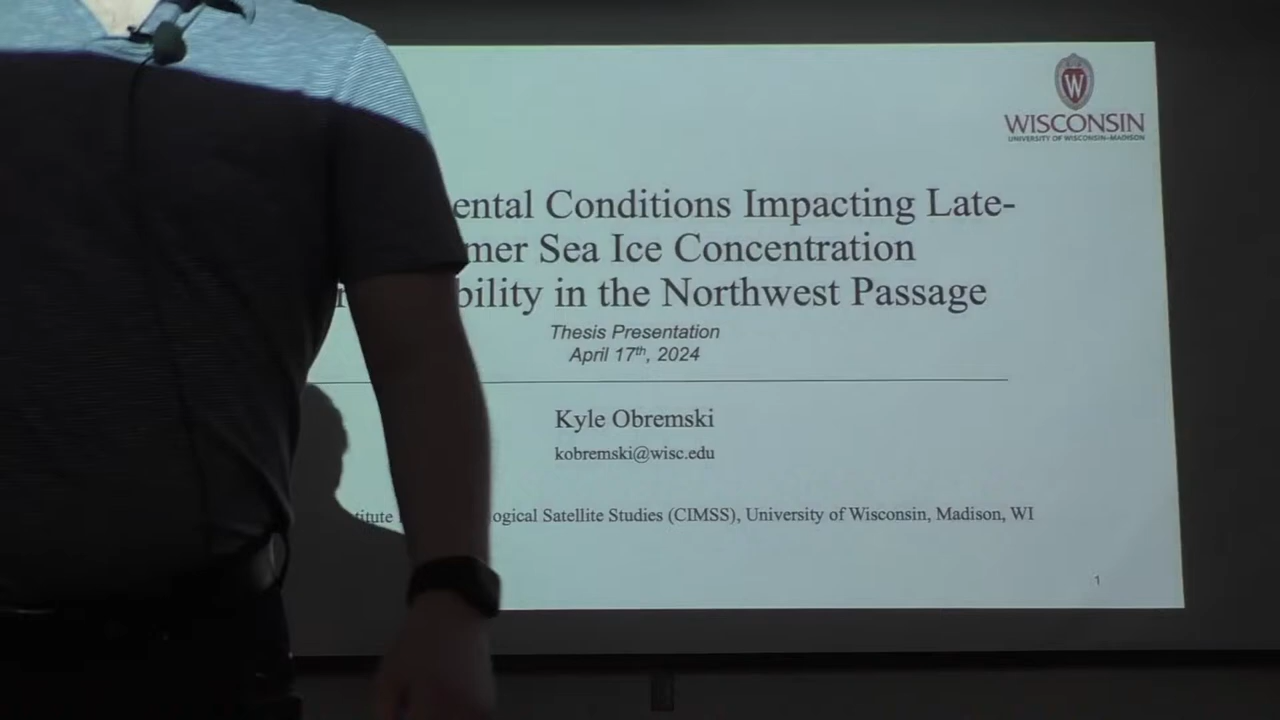 W
WISCONSIN
UNIVERSITY OF WISCONSIN–MADISON
ental Conditions Impacting Late-
mer Sea Ice Concentration
bility in the Northwest Passage
Thesis Presentation
April 17th, 2024
Kyle Obremski
kobremski@wisc.edu
titute ogical Satellite Studies (CIMSS), University of Wisconsin, Madison, WI
1